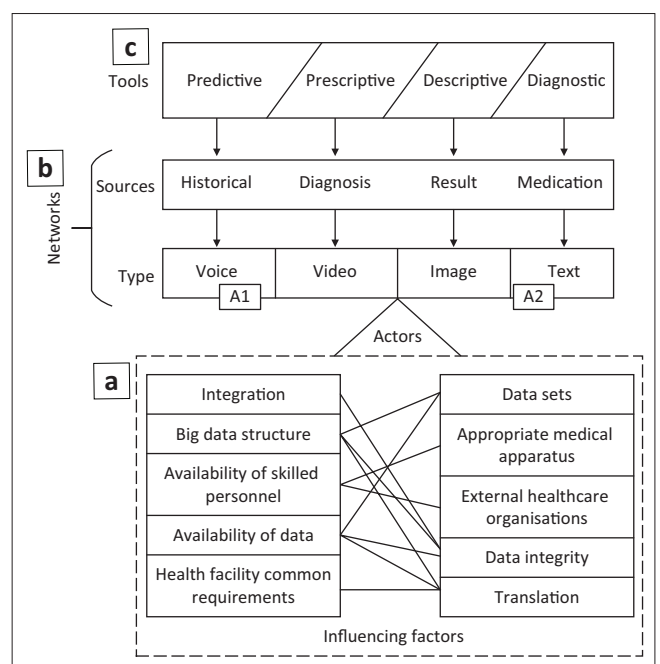 c
Tools
Predictive
Prescriptive
Descriptive
Diagnostic
b
Networks
Sources
Historical
Diagnosis
Result
Medication
Type
Voice
Video
Image
Text
A1
A2
Actors
a
Integration
Big data structure
Availability of skilled
personnel
Availability of data
Health facility common
requirements
Data sets
Appropriate medical
apparatus
External healthcare
organisations
Data integrity
Translation
Influencing factors